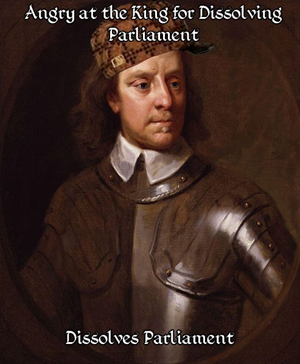 Angry at the King for Dissolving
Parliament
Dissolves Parliament